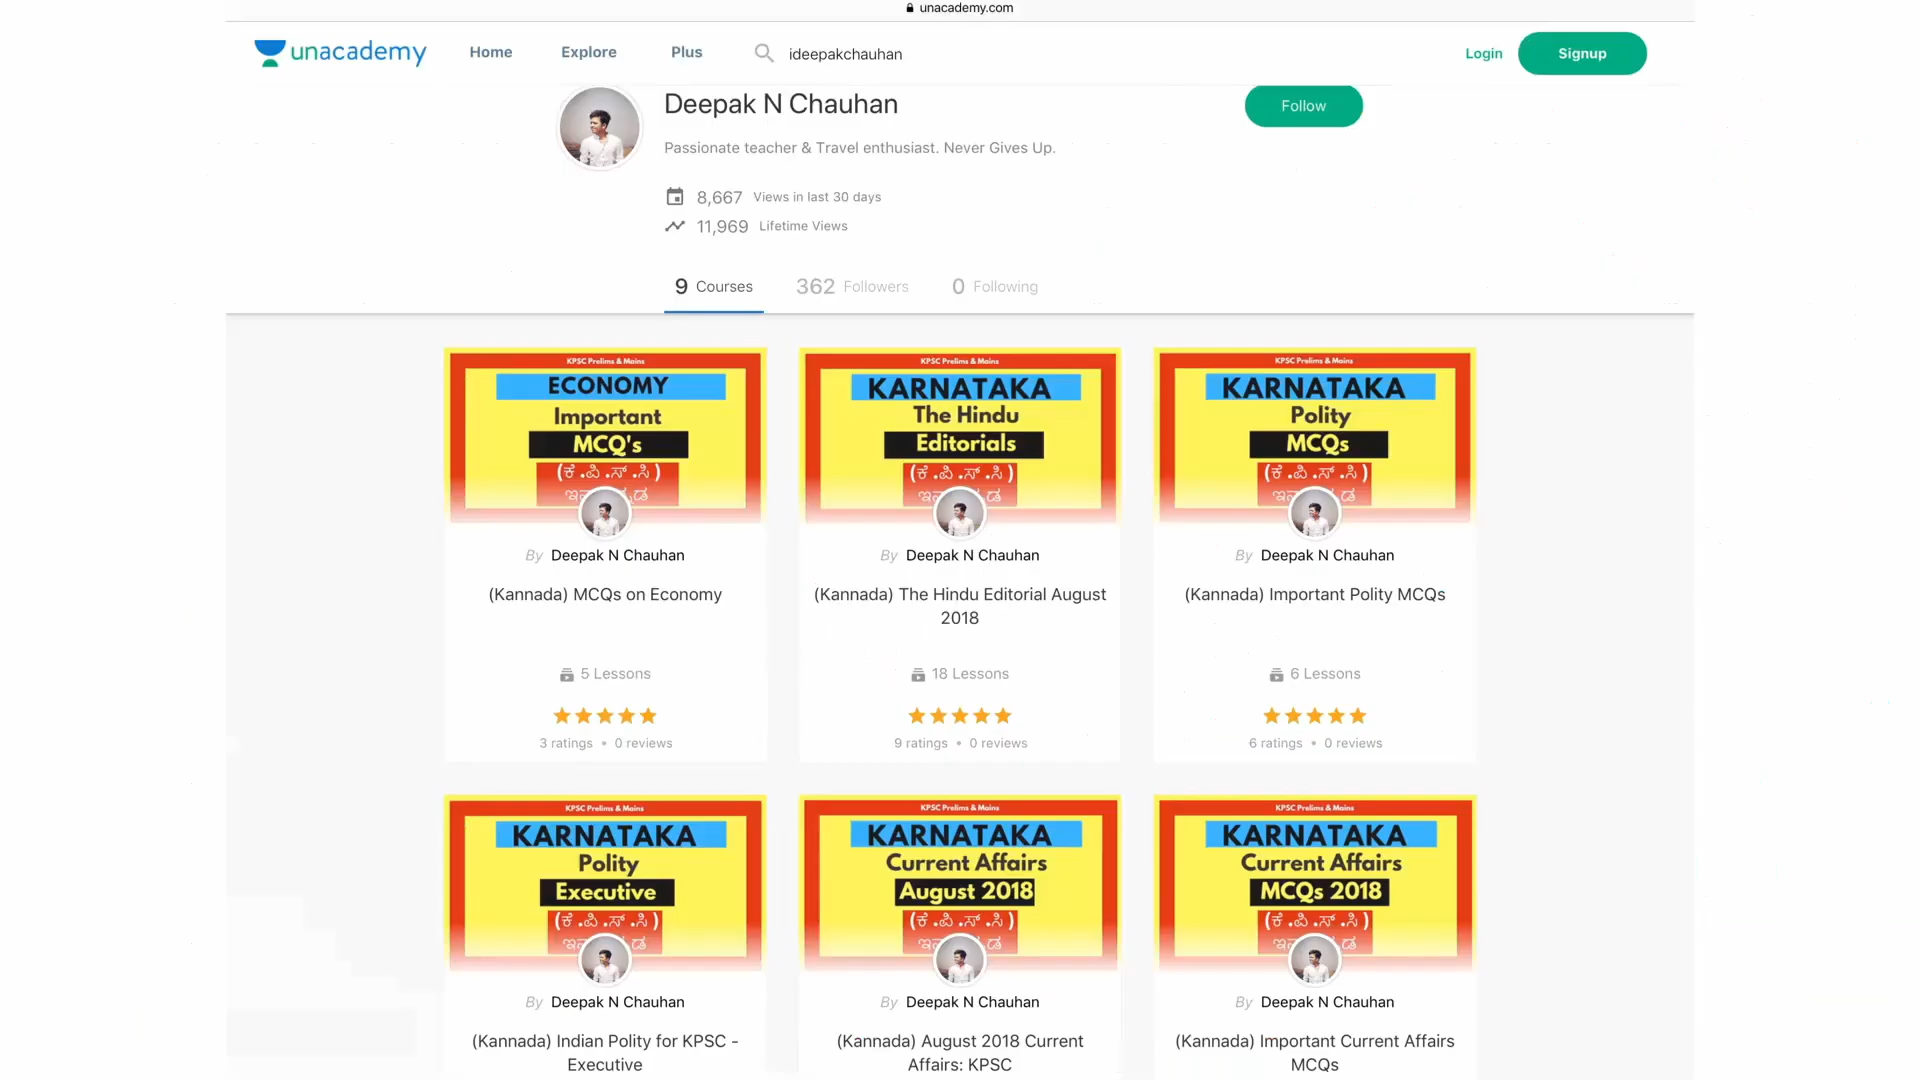 unacademy.com
unacademy Home Explore Plus ideepakchauhan Login Signup
Deepak N Chauhan Follow
Passionate teacher & Travel enthusiast. Never Gives Up.
8,667 Views in last 30 days
11,969 Lifetime Views
9 Courses 362 Followers 0 Following
KPSC Prelims & Mains
ECONOMY
Important
MCQ's
(ಕೆ.ಪಿ.ಸ್.ಸಿ)
By Deepak N Chauhan
(Kannada) MCQs on Economy
5 Lessons
3 ratings • 0 reviews
KPSC Prelims & Mains
KARNATAKA
The Hindu
Editorials
(ಕೆ.ಪಿ.ಸ್.ಸಿ)
By Deepak N Chauhan
(Kannada) The Hindu Editorial August
2018
18 Lessons
9 ratings • 0 reviews
KPSC Prelims & Mains
KARNATAKA
Polity
MCQs
(ಕೆ.ಪಿ.ಸ್.ಸಿ)
By Deepak N Chauhan
(Kannada) Important Polity MCQs
6 Lessons
6 ratings • 0 reviews
KPSC Prelims & Mains
KARNATAKA
Polity
Executive
(ಕೆ.ಪಿ.ಸ್.ಸಿ)
By Deepak N Chauhan
(Kannada) Indian Polity for KPSC -
Executive
KPSC Prelims & Mains
KARNATAKA
Current Affairs
August 2018
(ಕೆ.ಪಿ.ಸ್.ಸಿ)
By Deepak N Chauhan
(Kannada) August 2018 Current
Affairs: KPSC
KPSC Prelims & Mains
KARNATAKA
Current Affairs
MCQs 2018
(ಕೆ.ಪಿ.ಸ್.ಸಿ)
By Deepak N Chauhan
(Kannada) Important Current Affairs
MCQs